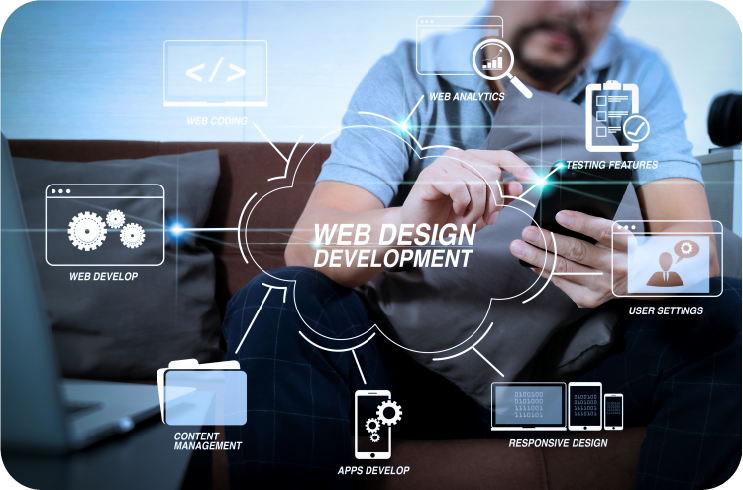 WEB CODING
WEB ANALYTICS
TESTING FEATURES
WEB DESIGN
DEVELOPMENT
WEB DEVELOP
USER SETTINGS
CONTENT
MANAGEMENT
APPS DEVELOP
RESPONSIVE DESIGN